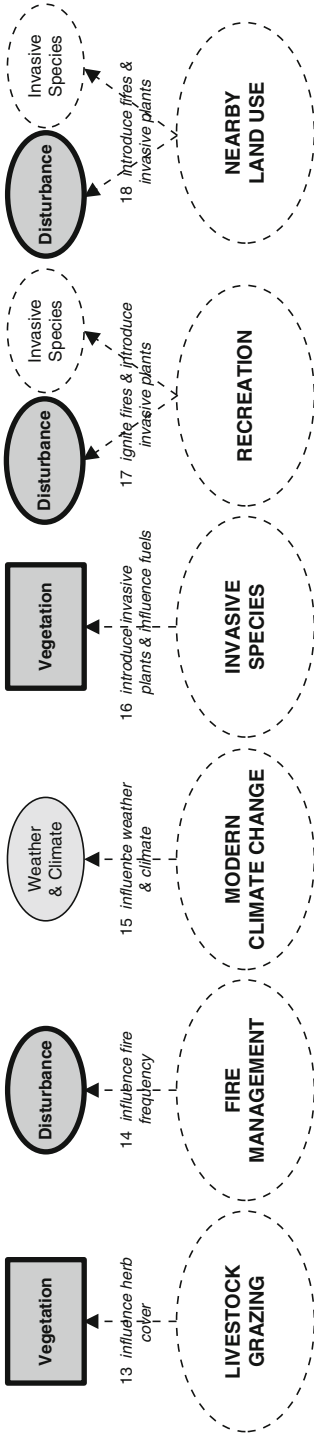 Vegetation
13 influence herb
cover
LIVESTOCK
GRAZING
Disturbance
14 influence fire
frequency
FIRE
MANAGEMENT
Weather
& Climate
15 influence weather
& climate
MODERN
CLIMATE CHANGE
Vegetation
16 introduce invasive
plants & influence fuels
INVASIVE
SPECIES
Disturbance
Invasive
Species
17 ignite fires & introduce
invasive plants
RECREATION
Disturbance
Invasive
Species
18 introduce fifes &
invasive plants
NEARBY
LAND USE